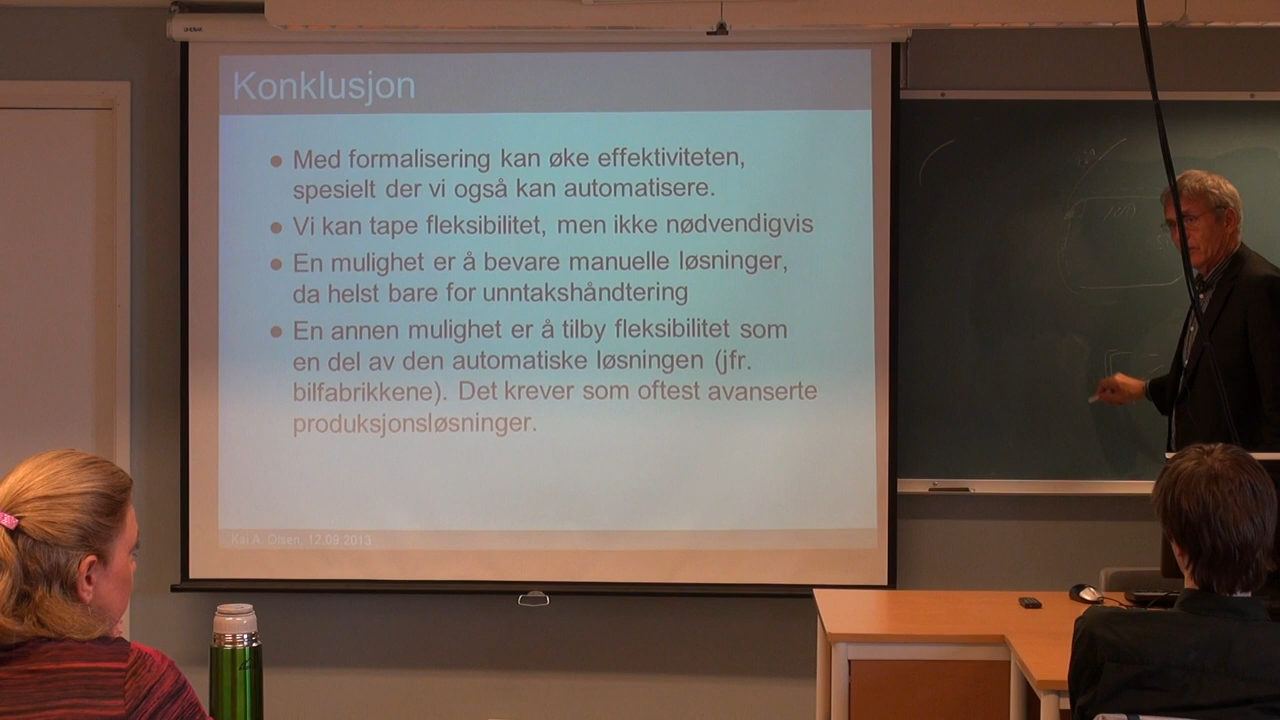 Konklusjon
Med formalisering kan øke effektiviteten,
spesielt der vi også kan automatisere.
Vi kan tape fleksibilitet, men ikke nødvendigvis
En mulighet er å bevare manuelle løsninger,
da helst bare for unntakshåndtering
En annen mulighet er å tilby fleksibilitet som
en del av den automatiske løsningen (jfr.
bilfabrikkene). Det krever som oftest avanserte
produksjonsløsninger.
Kai A. Olsen, 12.09.2013